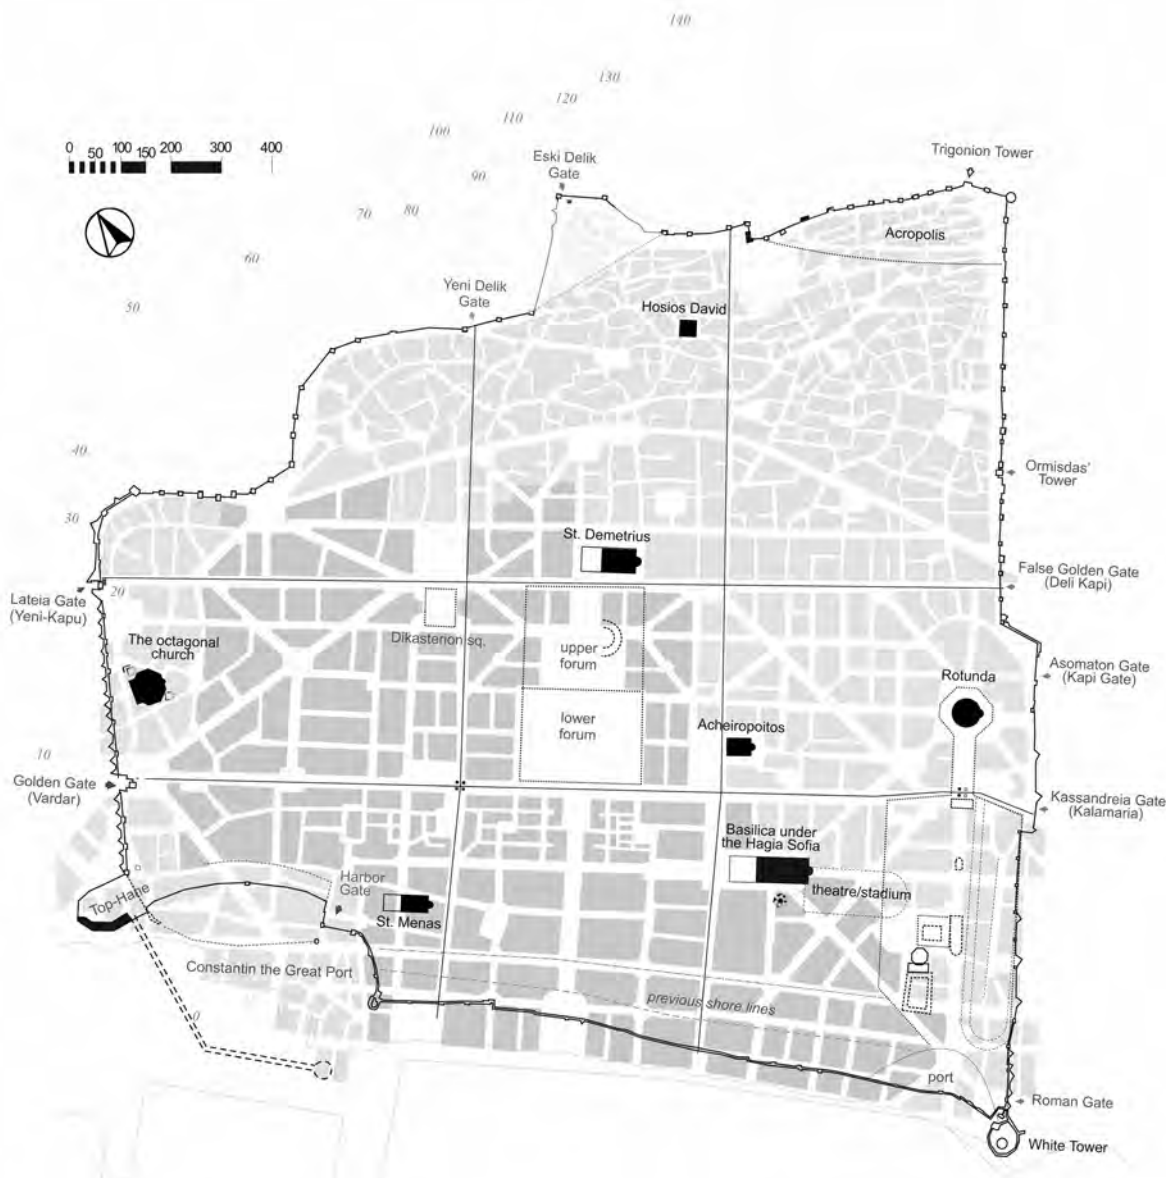 140
130
120
110
100
90
80
70
60
50
40
30
20
10
0
0 50 100 150 200 300 400
Eski Delik
Gate
Trigonion Tower
Acropolis
Yeni Delik
Gate
Hosios David
Ormisdas'
Tower
St. Demetrius
False Golden Gate
(Deli Kapi)
Lateia Gate
(Yeni-Kapu)
Dikasterion sq.
The octagonal
church
upper
forum
Asomaton Gate
(Kapi Gate)
Rotunda
lower
forum
Acheiropoitos
Golden Gate
(Vardar)
Kassandreia Gate
(Kalamaria)
Basilica under
the Hagia Sofia
Harbor
Gate
theatre/stadium
Top-Hane
St. Menas
Constantin the Great Port
previous shore lines
port
Roman Gate
White Tower